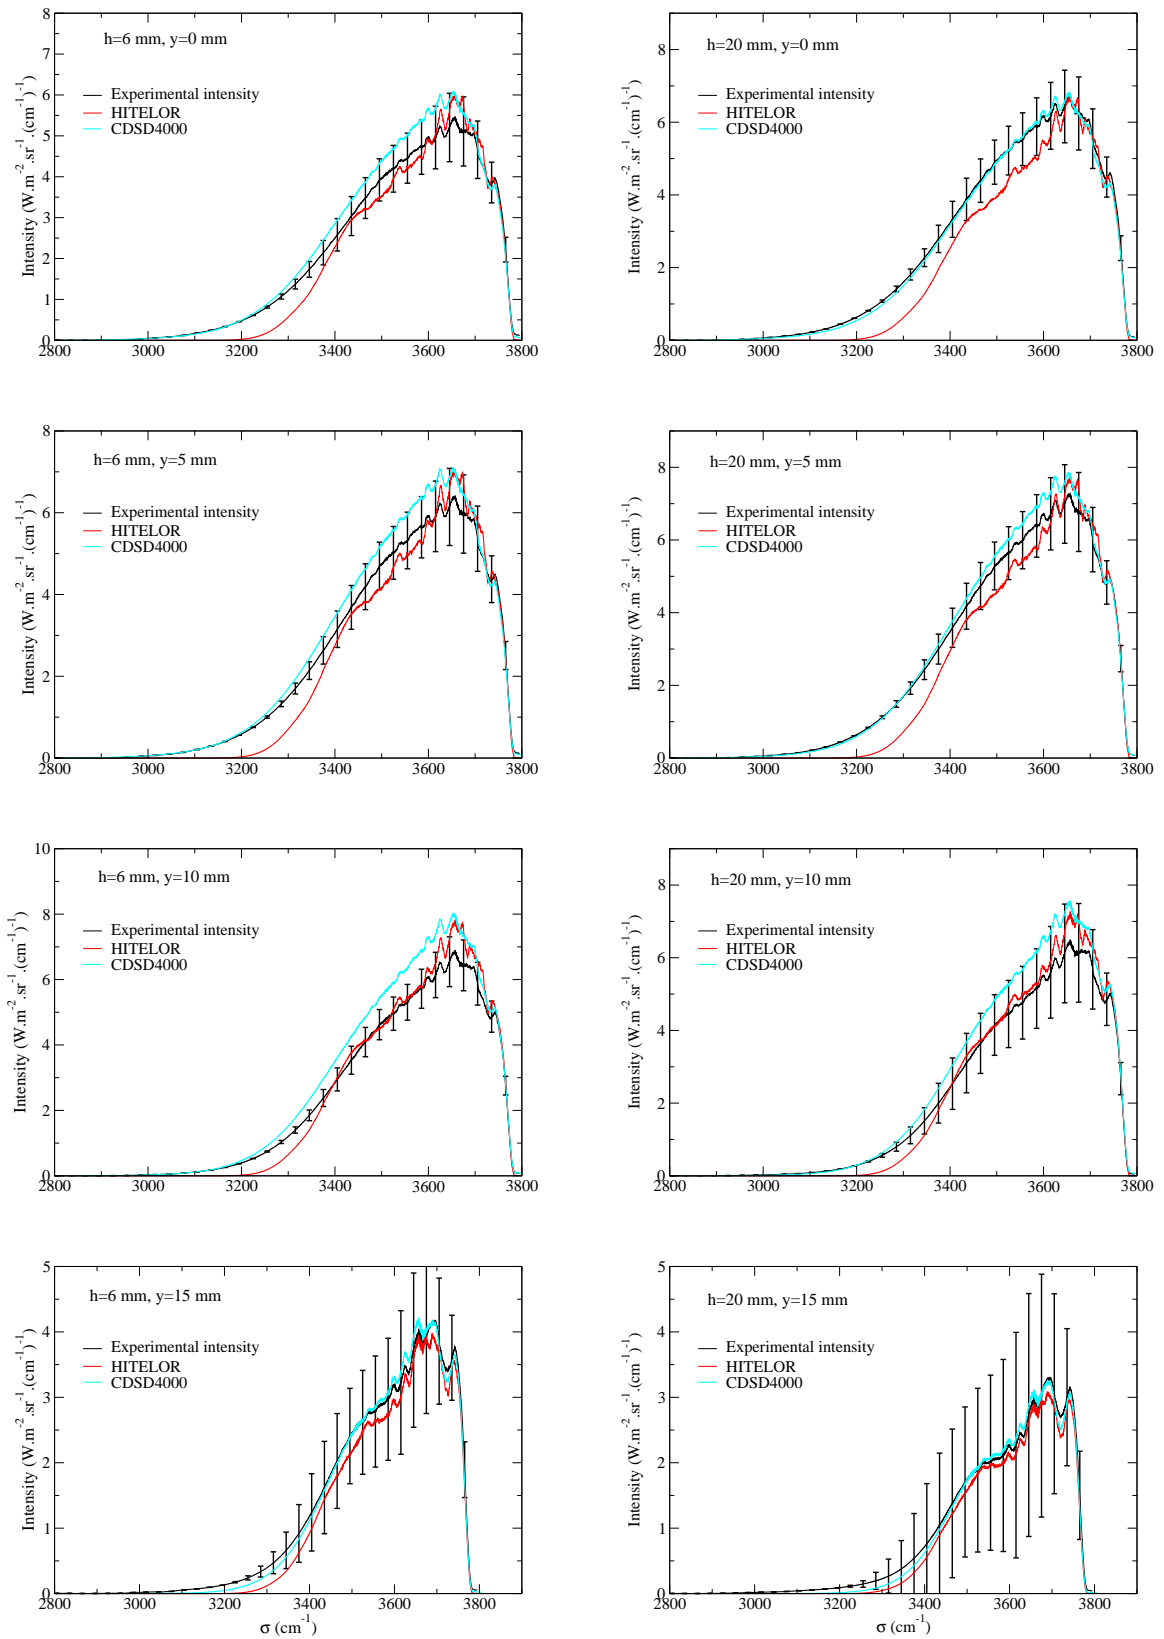 h=6 mm, y=0 mm
Experimental intensity
HITELOR
CDSD4000
Intensity (W.m-2.sr-1.(cm-1)-1)
0
1
2
3
4
5
6
7
8
2800
3000
3200
3400
3600
3800
h=20 mm, y=0 mm
Experimental intensity
HITELOR
CDSD4000
Intensity (W.m-2.sr-1.(cm-1)-1)
0
2
4
6
8
2800
3000
3200
3400
3600
3800
h=6 mm, y=5 mm
Experimental intensity
HITELOR
CDSD4000
Intensity (W.m-2.sr-1.(cm-1)-1)
0
2
4
6
8
2800
3000
3200
3400
3600
3800
h=20 mm, y=5 mm
Experimental intensity
HITELOR
CDSD4000
Intensity (W.m-2.sr-1.(cm-1)-1)
0
2
4
6
8
2800
3000
3200
3400
3600
3800
h=6 mm, y=10 mm
Experimental intensity
HITELOR
CDSD4000
Intensity (W.m-2.sr-1.(cm-1)-1)
0
2
4
6
8
10
2800
3000
3200
3400
3600
3800
h=20 mm, y=10 mm
Experimental intensity
HITELOR
CDSD4000
Intensity (W.m-2.sr-1.(cm-1)-1)
0
2
4
6
8
2800
3000
3200
3400
3600
3800
h=6 mm, y=15 mm
Experimental intensity
HITELOR
CDSD4000
Intensity (W.m-2.sr-1.(cm-1)-1)
0
1
2
3
4
5
2800
3000
3200
3400
3600
3800
σ (cm-1)
h=20 mm, y=15 mm
Experimental intensity
HITELOR
CDSD4000
Intensity (W.m-2.sr-1.(cm-1)-1)
0
1
2
3
4
5
2800
3000
3200
3400
3600
3800
σ (cm-1)